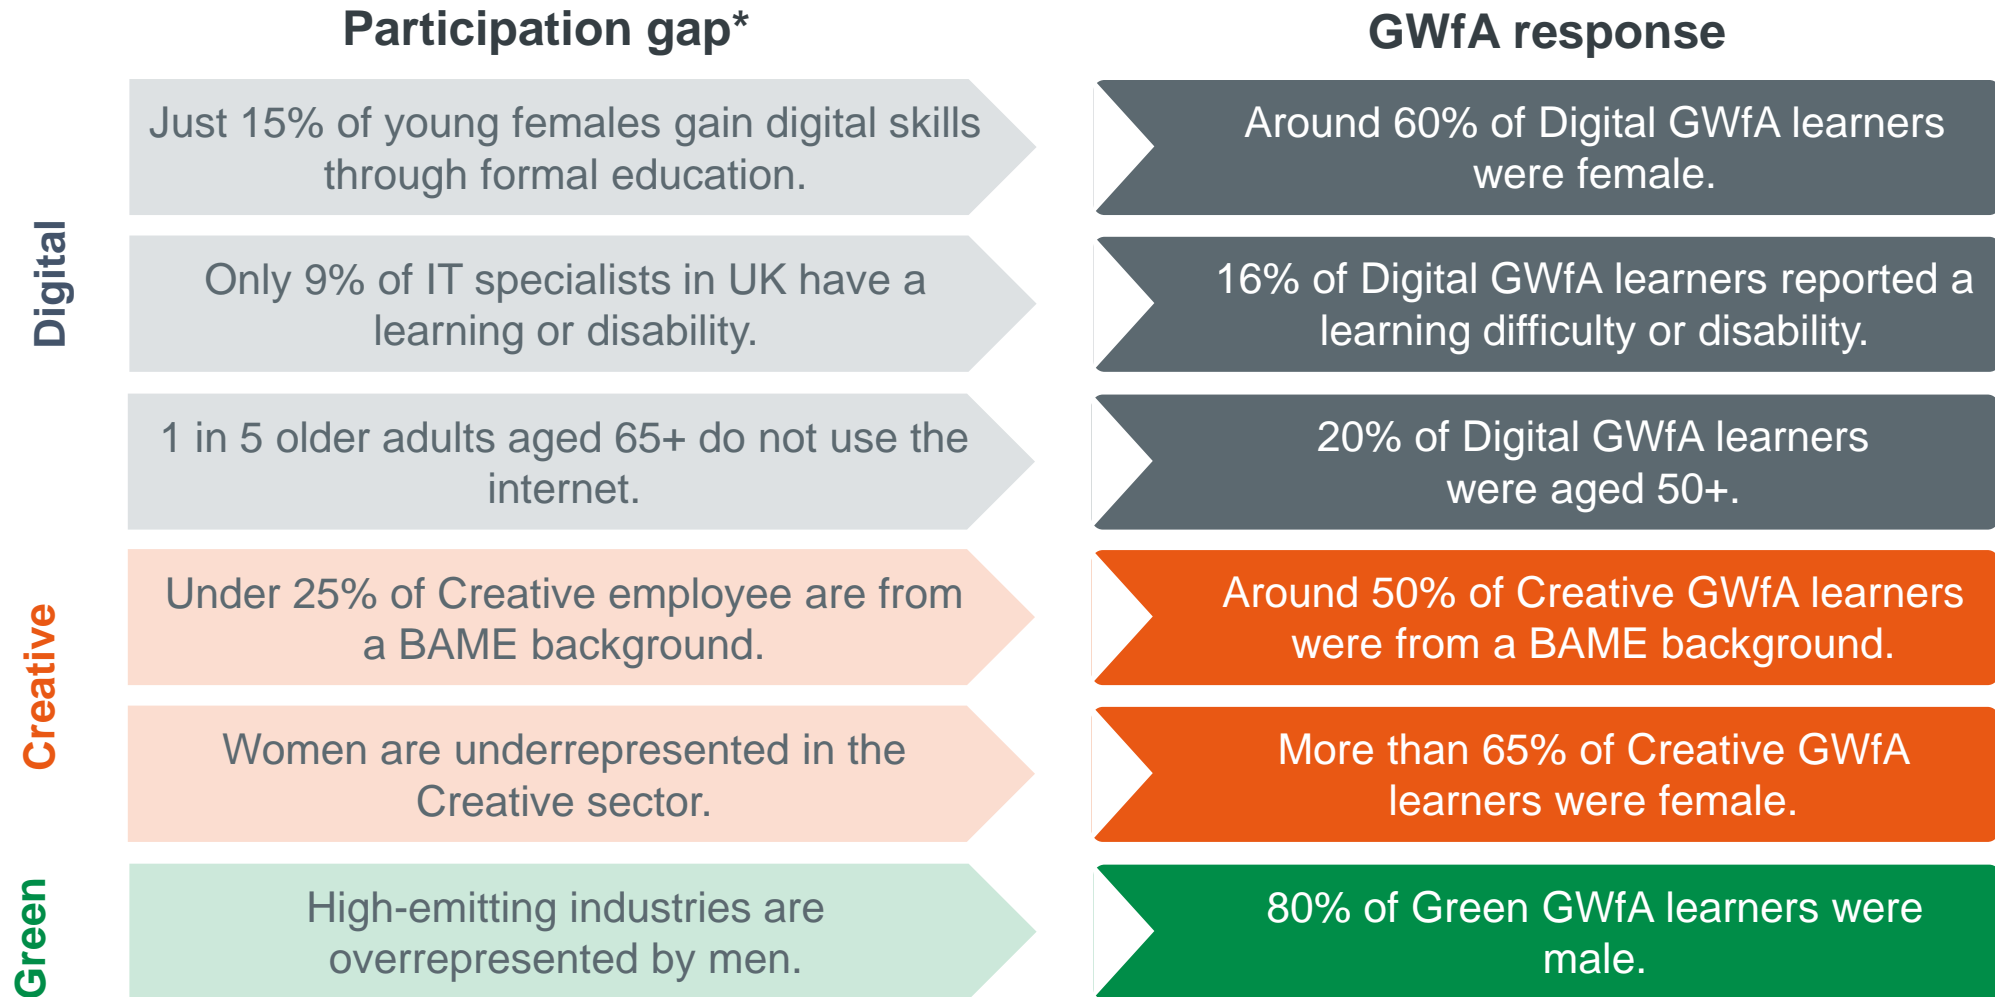 Participation gap*
GWfA response
Digital
Just 15% of young females gain digital skills
through formal education.
Around 60% of Digital GWfA learners
were female.
Only 9% of IT specialists in UK have a
learning or disability.
16% of Digital GWfA learners reported a
learning difficulty or disability.
1 in 5 older adults aged 65+ do not use the
internet.
20% of Digital GWfA learners
were aged 50+.
Creative
Under 25% of Creative employee are from
a BAME background.
Around 50% of Creative GWfA learners
were from a BAME background.
Women are underrepresented in the
Creative sector.
More than 65% of Creative GWfA
learners were female.
Green
High-emitting industries are
overrepresented by men.
80% of Green GWfA learners were
male.